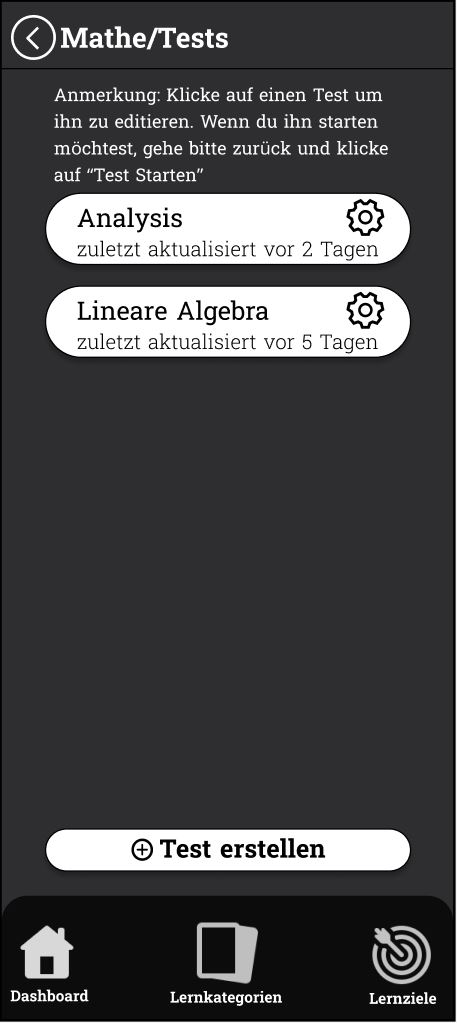 Mathe/Tests
Anmerkung: Klicke auf einen Test um
ihn zu editieren. Wenn du ihn starten
möchtest, gehe bitte zurück und klicke
auf “Test Starten”
Analysis
zuletzt aktualisiert vor 2 Tagen
Lineare Algebra
zuletzt aktualisiert vor 5 Tagen
Test erstellen
Dashboard
Lernkategorien
Lernziele